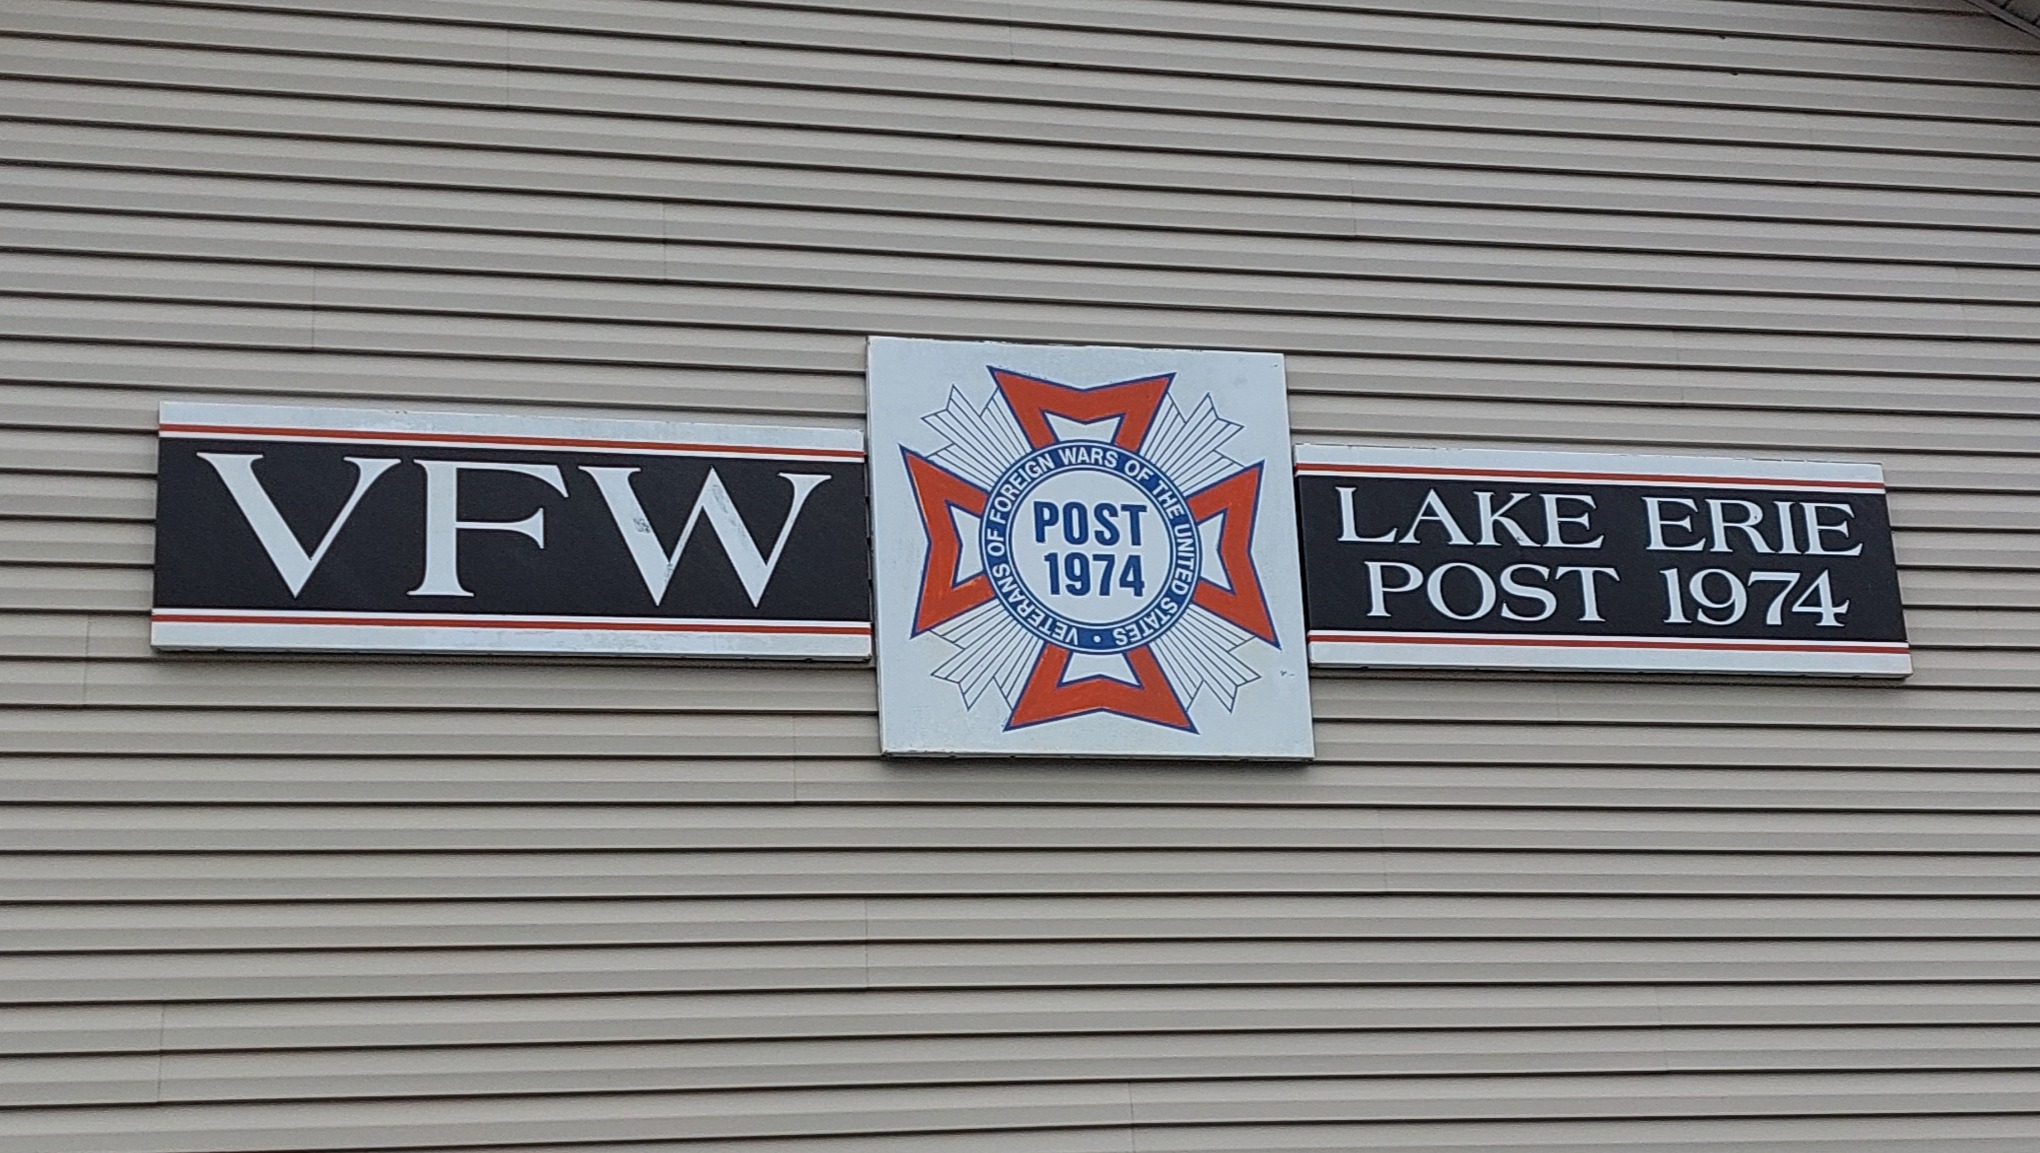 VFW
VETERANS OF FOREIGN WARS OF THE UNITED STATES •
POST
1974
LAKE ERIE
POST 1974